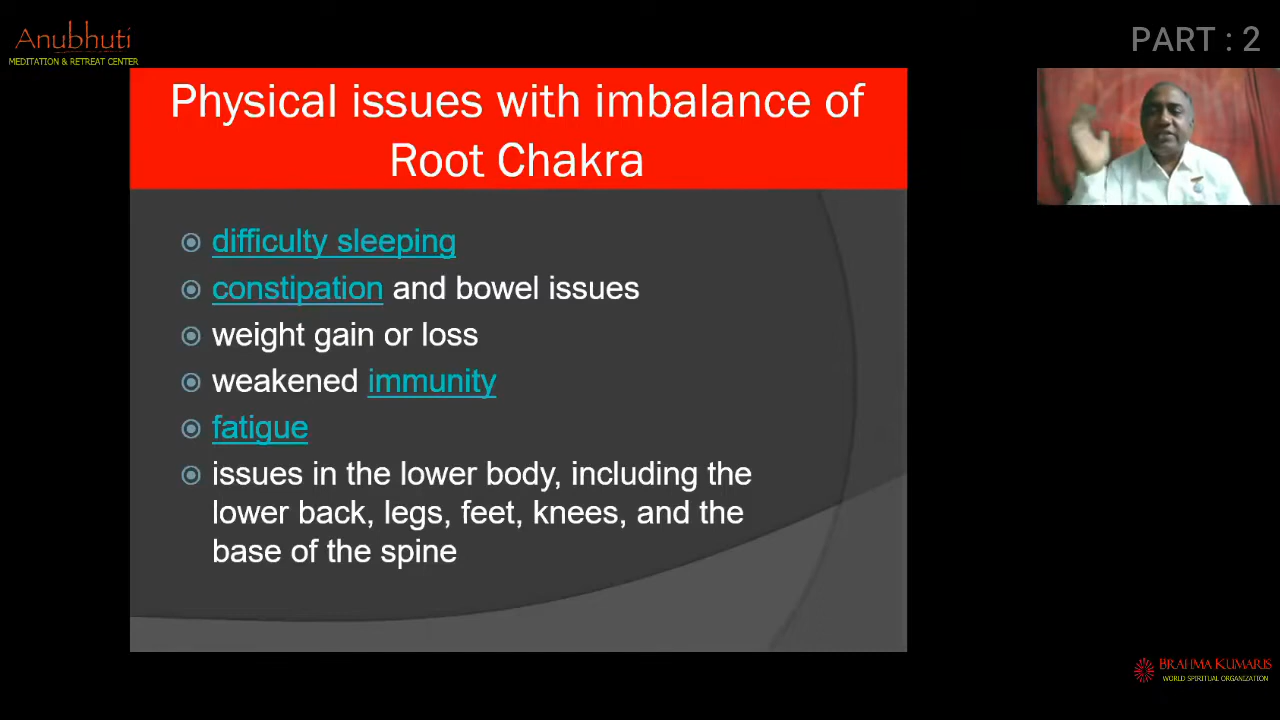 Anubhuti
MEDITATION & RETREAT CENTER
PART : 2
Physical issues with imbalance of
Root Chakra
difficulty sleeping
constipation and bowel issues
weight gain or loss
weakened immunity
fatigue
issues in the lower body, including the
lower back, legs, feet, knees, and the
base of the spine
BRAHMA KUMARIS
WORLD SPIRITUAL ORGANIZATION